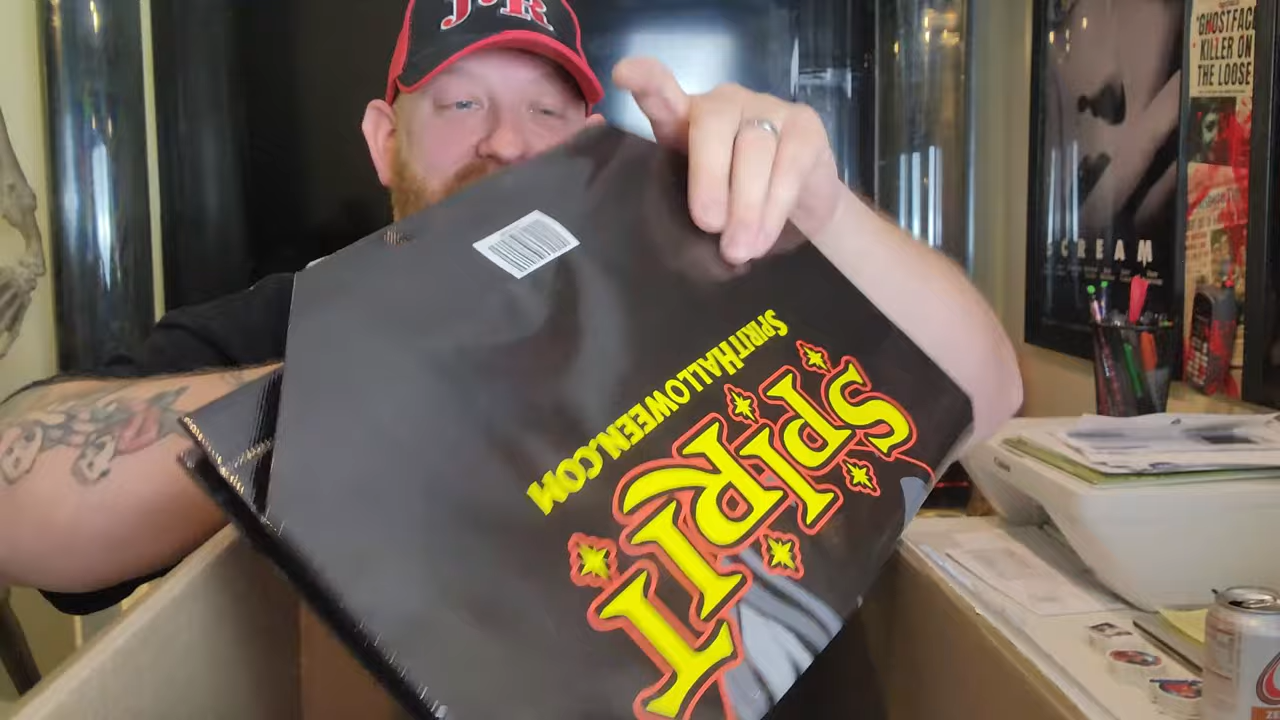 J&R
GHOSTFACE
KILLER ON
THE LOOSE
SCREAM
SPIRITHALLOWEEN.COM
SPIRIT